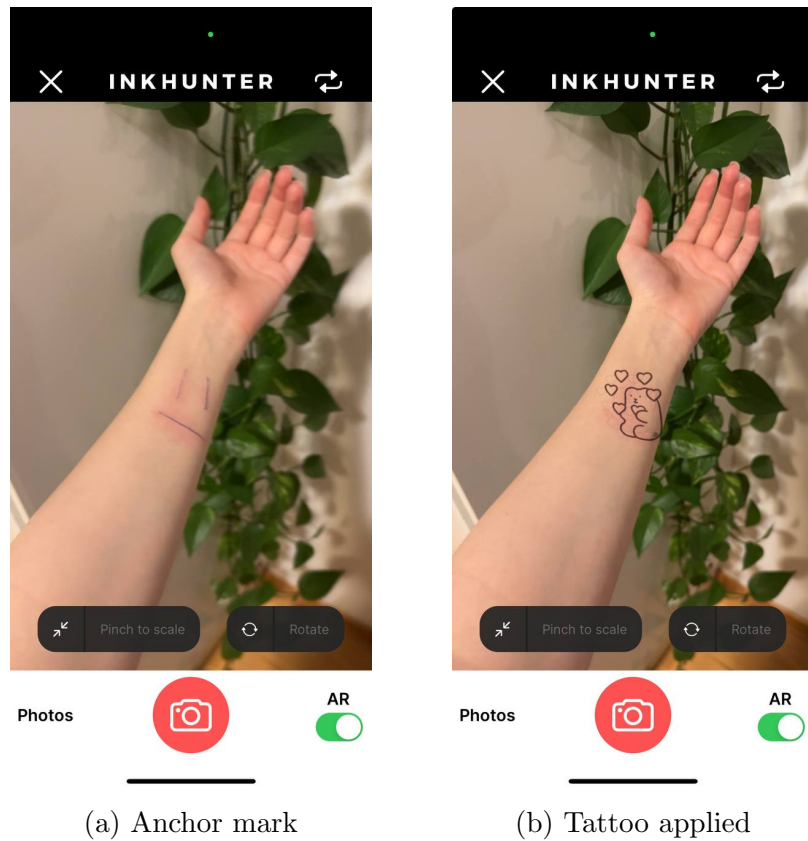 INKHUNTER
Pinch to scale
Rotate
Photos
AR
(a) Anchor mark
INKHUNTER
Pinch to scale
Rotate
Photos
AR
(b) Tattoo applied